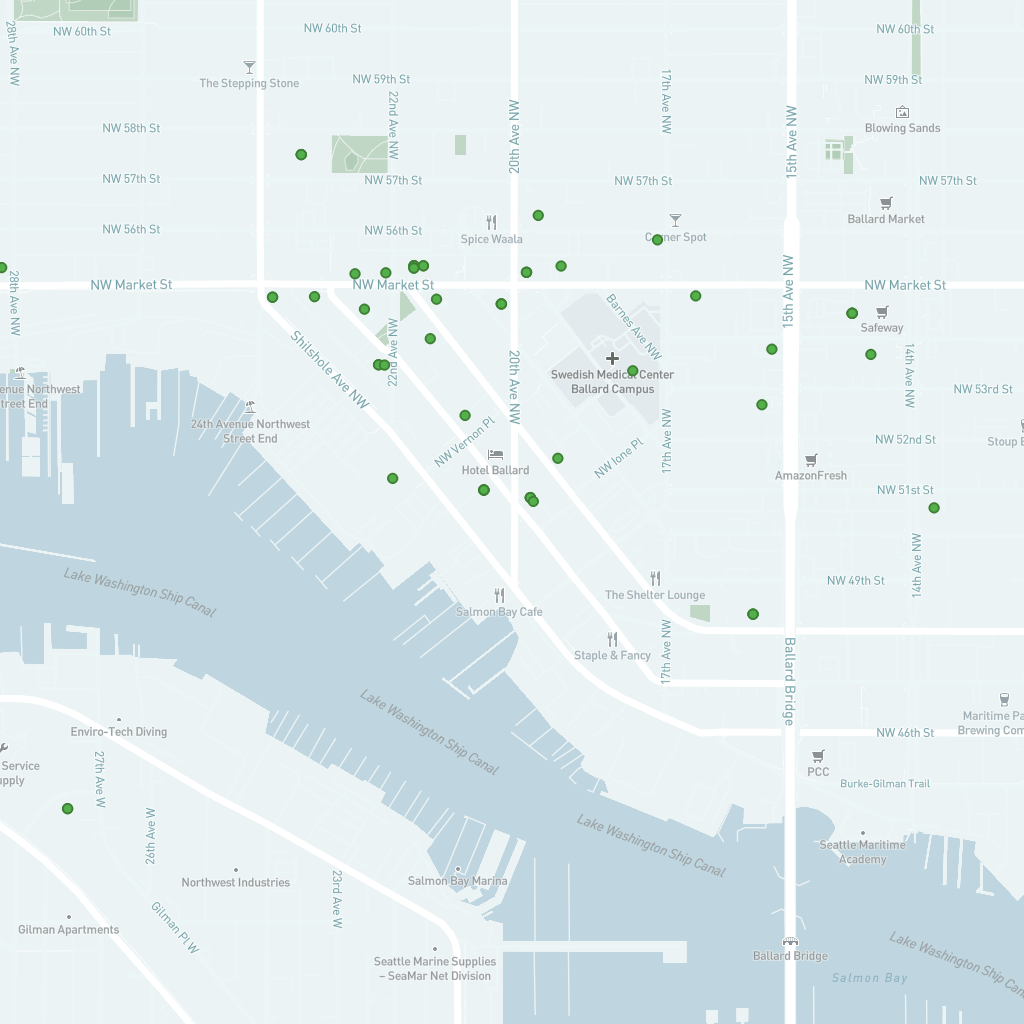 28th Ave NW
NW 60th St
NW 60th St
NW 60th St
The Stepping Stone
NW 59th St
NW 59th St
22nd Ave NW
20th Ave NW
17th Ave NW
15th Ave NW
Blowing Sands
NW 58th St
NW 57th St
NW 57th St
NW 57th St
NW 57th St
Ballard Market
NW 56th St
NW 56th St
Spice Waala
Corner Spot
28th Ave NW
NW Market St
NW Market St
NW Market St
15th Ave NW
Barnes Ave NW
Safeway
Shilshole Ave NW
22nd Ave NW
20th Ave NW
14th Ave NW
Swedish Medical Center
Ballard Campus
enue Northwest
Street End
NW 53rd St
24th Avenue Northwest
Street End
NW Vernon Pl
17th Ave NW
NW 52nd St
Stoup B
Hotel Ballard
NW Ione Pl
AmazonFresh
NW 51st St
14th Ave NW
Lake Washington Ship Canal
NW 49th St
The Shelter Lounge
Salmon Bay Cafe
Staple & Fancy
17th Ave NW
Ballard Bridge
Lake Washington Ship Canal
Enviro-Tech Diving
Maritime Pa
Brewing Com
NW 46th St
Service
upply
27th Ave W
PCC
Burke-Gilman Trail
26th Ave W
Lake Washington Ship Canal
Seattle Maritime
Academy
Northwest Industries
23rd Ave W
Salmon Bay Marina
Gilman Pl W
Gilman Apartments
Seattle Marine Supplies
– SeaMar Net Division
Ballard Bridge
Lake Washington Ship Cana
Salmon Bay